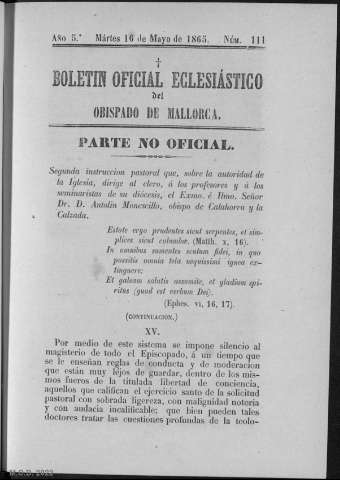 Año 5.° Mártes 16 de Mayo de 1865. Núm. 111
BOLETIN OFICIAL ECLESIÁSTICO
del
OBISPADO DE MALLORCA.
PARTE NO OFICIAL.
Segunda instruccion pastoral que, sobre la autoridad de
la Iglesia, dirige al clero, á los profesores y á los
seminaristas de su diócesis, el Exmo. é Ilmo. Señor
Dr. D. Antolin Monescillo, obispo de Calahorra y la
Calzada.
Estote ergo prudentes sicut serpentes, et sim-
plices sicut columbæ. (Matth. x, 16).
In omnibus sumentes scutum fidei, in quo
possitis omnia tela nequissimi ignea ex-
tinguere;
Et galeam salutis assumite, et gladium spi-
ritus (quod est verbum Dei).
(Ephes. vi, 16, 17).
(CONTINUACION.)
XV.
Por medio de este sistema se impone silencio al
magisterio de todo el Episcopado, á un tiempo que
se le enseñan reglas de conducta y de moderacion
que están muy léjos de guardar, dentro de los mis-
mos fueros de la titulada libertad de conciencia,
aquellos que califican el ejercicio santo de la solicitud
pastoral con sobrada ligereza, con malignidad notoria
y con audacia incalificable; que bien pueden tales
doctores tratar las cuestiones profundas de la teolo-